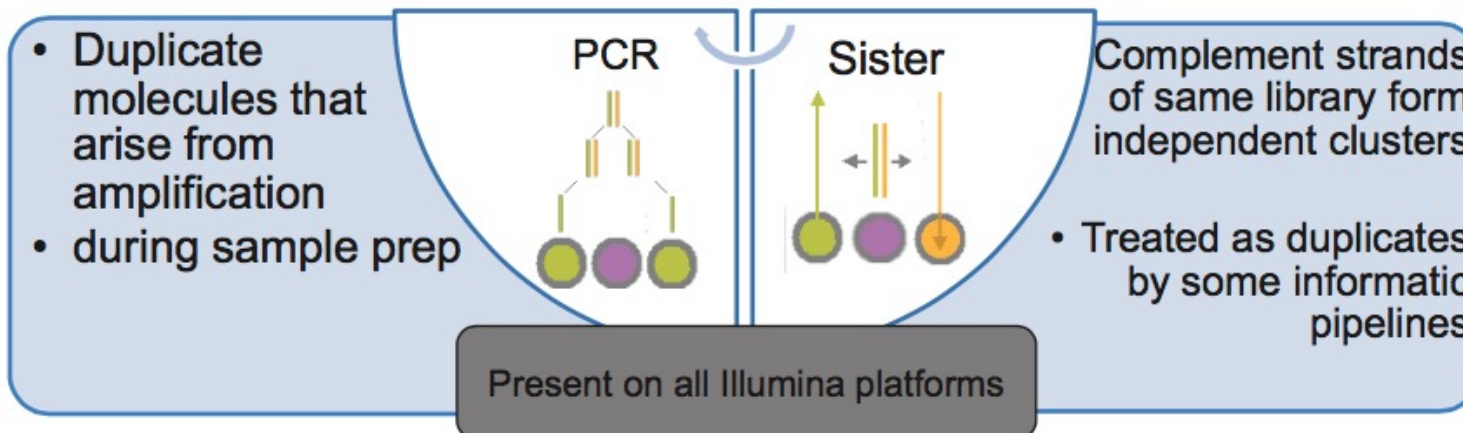 • Duplicate
molecules that
arise from
amplification
• during sample prep
PCR
Sister
Complement strands
of same library form
independent clusters
• Treated as duplicates
by some informatic
pipelines
Present on all Illumina platforms